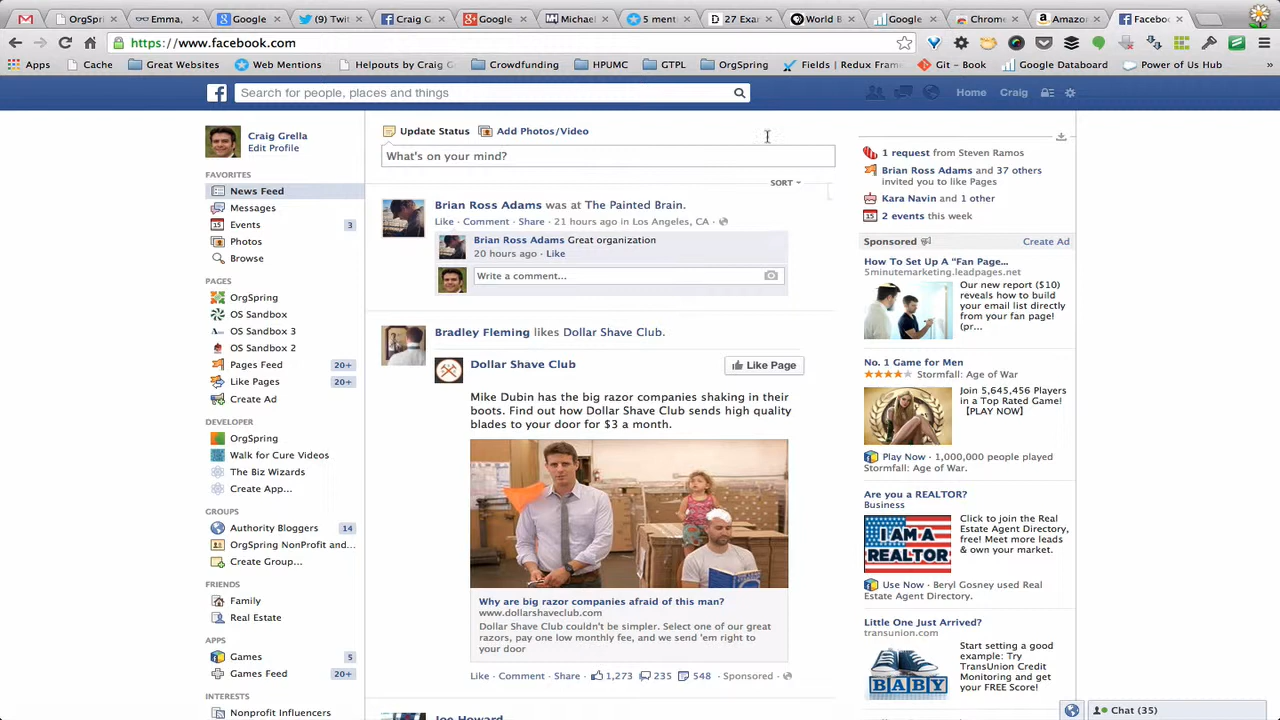 OrgSpri
Emma,
Google
(9) Twit
Craig G
Google
Michael
5 menti
27 Exar
World B
Google
Chrome
Amazon
Facebo
https://www.facebook.com
Apps
Cache
Great Websites
Web Mentions
Helpouts by Craig G
Crowdfunding
HPUMC
GTPL
OrgSpring
Fields / Redux Fram
Git - Book
Google Databoard
Power of Us Hub
»
Search for people, places and things
Home
Craig
Craig Grella
Edit Profile
FAVORITES
News Feed
Messages
Events 3
Photos
Browse
PAGES
OrgSpring
OS Sandbox
OS Sandbox 3
OS Sandbox 2
Pages Feed 20+
Like Pages 20+
Create Ad
DEVELOPER
OrgSpring
Walk for Cure Videos
The Biz Wizards
Create App...
GROUPS
Authority Bloggers 14
OrgSpring NonProfit and...
Create Group...
FRIENDS
Family
Real Estate
APPS
Games 5
Games Feed 20+
INTERESTS
Nonprofit Influencers
Update Status
Add Photos/Video
What's on your mind?
SORT
Brian Ross Adams was at The Painted Brain.
Like · Comment · Share · 21 hours ago in Los Angeles, CA ·
Brian Ross Adams Great organization
20 hours ago · Like
Write a comment...
Bradley Fleming likes Dollar Shave Club.
Dollar Shave Club
Like Page
Mike Dubin has the big razor companies shaking in their
boots. Find out how Dollar Shave Club sends high quality
blades to your door for $3 a month.
Why are big razor companies afraid of this man?
www.dollarshaveclub.com
Dollar Shave Club couldn't be simpler. Select one of our great
razors, pay one low monthly fee, and we send 'em right to
your door
Like · Comment · Share · 1,273 235 548 · Sponsored ·
Joe Howard
1 request from Steven Ramos
Brian Ross Adams and 37 others
invited you to like Pages
Kara Navin and 1 other
15 2 events this week
Sponsored
Create Ad
How To Set Up A "Fan Page...
5minutemarketing.leadpages.net
Our new report ($10)
reveals how to build
your email list directly
from your fan page!
(pr...
No. 1 Game for Men
Stormfall: Age of War
Join 5,645,456 Players
in a Top Rated Game!
【PLAY NOW】
Play Now · 1,000,000 people played
Stormfall: Age of War.
Are you a REALTOR?
Business
I AM A
REALTOR
Click to join the Real
Estate Agent Directory,
free! Meet more leads
& own your market.
Use Now · Beryl Gosney used Real
Estate Agent Directory.
Little One Just Arrived?
transunion.com
BABY
Start setting a good
example: Try
TransUnion Credit
Monitoring and get
your FREE Score!
Chat (35)